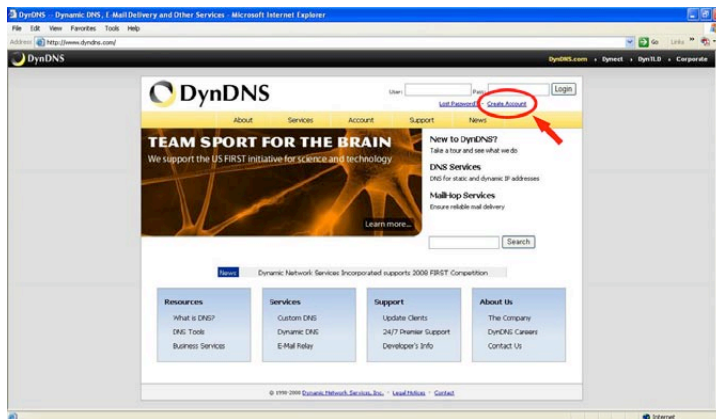 DynDNS -- Dynamic DNS, E-Mail Delivery and Other Services - Microsoft Internet Explorer
File Edit View Favorites Tools Help
Address http://www.dyndns.com/ Go Links »
DynDNS DynDNS.com Dynect DynTLD Corporate
DynDNS User: Pass: Login
Lost Password? - Create Account
About Services Account Support News
TEAM SPORT FOR THE BRAIN
We support the US FIRST initiative for science and technology
Learn more...
New to DynDNS?
Take a tour and see what we do
DNS Services
DNS for static and dynamic IP addresses
MailHop Services
Ensure reliable mail delivery
Search
News Dynamic Network Services Incorporated supports 2008 FIRST Competition
Resources Services Support About Us
What is DNS? Custom DNS Update Clients The Company
DNS Tools Dynamic DNS 24/7 Premier Support DynDNS Careers
Business Services E-Mail Relay Developer's Info Contact Us
© 1998-2008 Dynamic Network Services, Inc. - Legal Notices - Contact
Internet